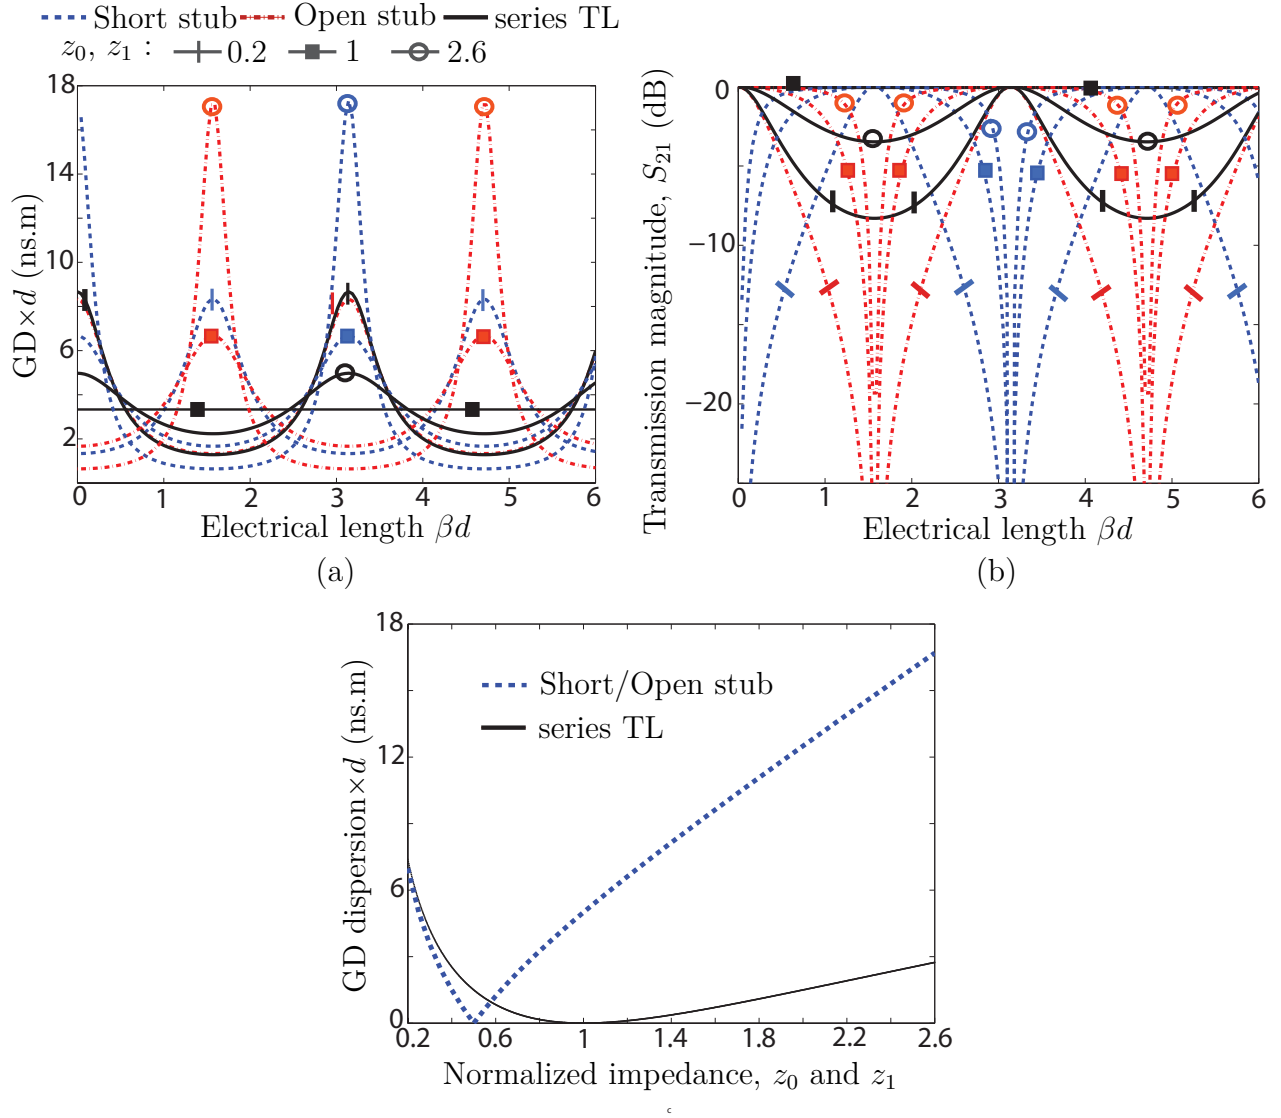 Short stub Open stub series TL
z₀, z₁ : 0.2 1 2.6
18
14
10
6
2
GD×d (ns.m)
0 1 2 3 4 5 6
Electrical length βd
(a)
0
−10
−20
Transmission magnitude, S₂₁ (dB)
0 1 2 3 4 5 6
Electrical length βd
(b)
18
12
6
0
GD dispersion×d (ns.m)
Short/Open stub
series TL
0.2 0.6 1 1.4 1.8 2.2 2.6
Normalized impedance, z₀ and z₁
c